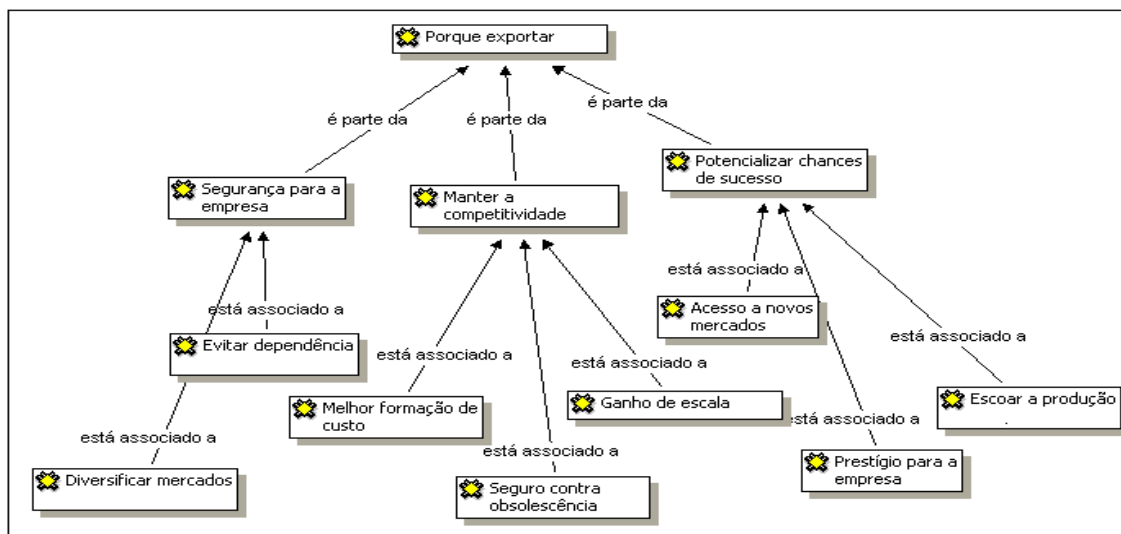 Porque exportar
é parte da
é parte da
é parte da
Potencializar chances
de sucesso
Segurança para a
empresa
Manter a
competitividade
está associado a
Acesso a novos
mercados
está associado a
Evitar dependência
está associado a
está associado a
está associado a
Melhor formação de
custo
Ganho de escala
Escoar a produção
.
está associado a
está associado a
está associado a
Diversificar mercados
Seguro contra
obsolescência
Prestígio para a
empresa